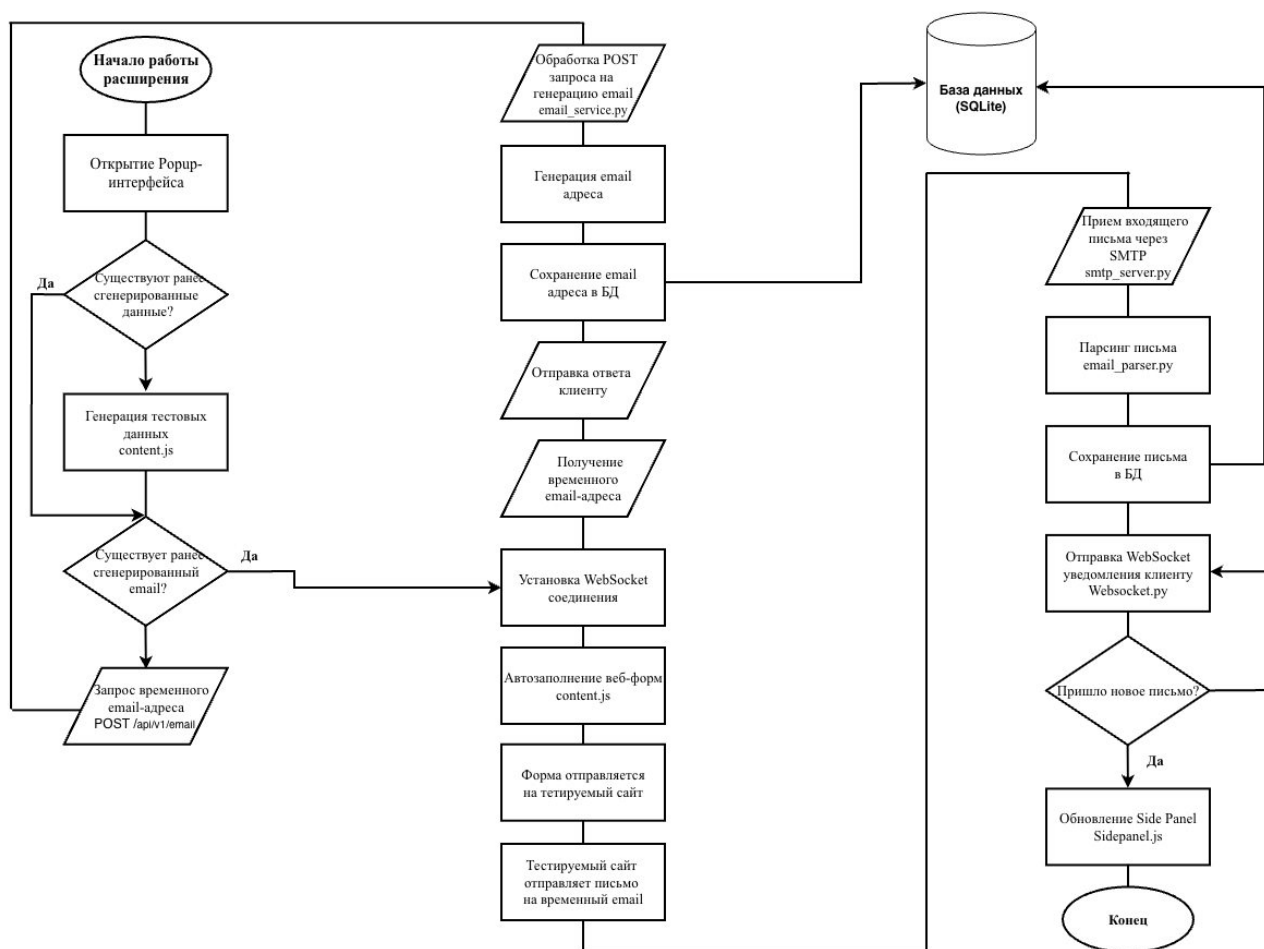 Начало работы
расширения
Открытие Popup-
интерфейса
Да
Существуют ранее
сгенерированные
данные?
Генерация тестовых
данных
content.js
Существует ранее
сгенерированный
email?
Да
Запрос временного
email-адреса
POST /api/v1/email
Обработка POST
запроса на
генерацию email
email_service.py
Генерация email
адреса
Сохранение email
адреса в БД
Отправка ответа
клиенту
Получение
временного
email-адреса
Установка WebSocket
соединения
Автозаполнение веб-форм
content.js
Форма отправляется
на тетируемый сайт
Тестируемый сайт
отправляет письмо
на временный email
База данных
(SQLite)
Прием входящего
письма через
SMTP
smtp_server.py
Парсинг письма
email_parser.py
Сохранение письма
в БД
Отправка WebSocket
уведомления клиенту
Websocket.py
Пришло новое письмо?
Да
Обновление Side Panel
Sidepanel.js
Конец